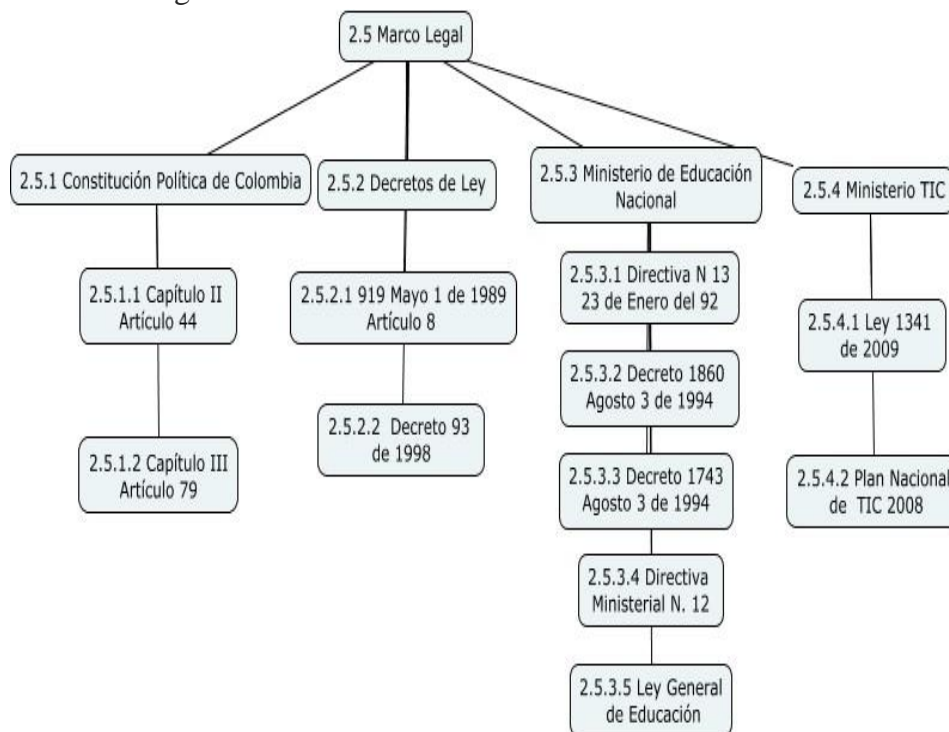 2.5 Marco Legal
2.5.1 Constitución Política de Colombia
2.5.2 Decretos de Ley
2.5.3 Ministerio de Educación
Nacional
2.5.4 Ministerio TIC
2.5.1.1 Capítulo II
Artículo 44
2.5.1.2 Capítulo III
Artículo 79
2.5.2.1 919 Mayo 1 de 1989
Artículo 8
2.5.2.2 Decreto 93
de 1998
2.5.3.1 Directiva N 13
23 de Enero del 92
2.5.3.2 Decreto 1860
Agosto 3 de 1994
2.5.3.3 Decreto 1743
Agosto 3 de 1994
2.5.3.4 Directiva
Ministerial N. 12
2.5.3.5 Ley General
de Educación
2.5.4.1 Ley 1341
de 2009
2.5.4.2 Plan Nacional
de TIC 2008